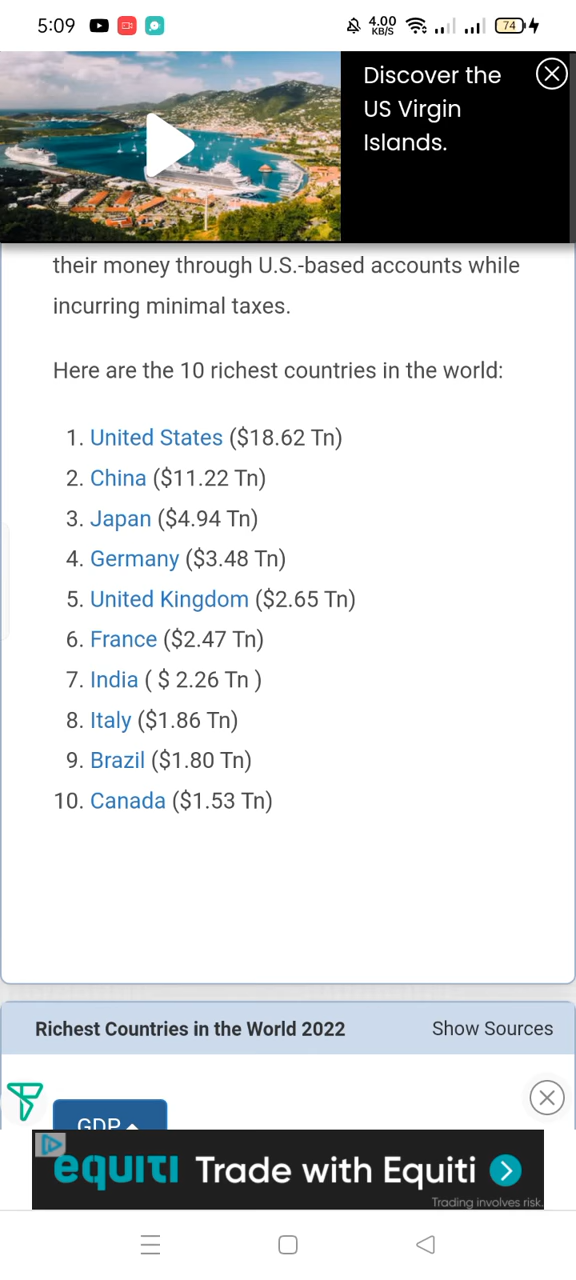 5:09
4.00
KB/S
74
Discover the
US Virgin
Islands.
their money through U.S.-based accounts while
incurring minimal taxes.
Here are the 10 richest countries in the world:
1. United States ($18.62 Tn)
2. China ($11.22 Tn)
3. Japan ($4.94 Tn)
4. Germany ($3.48 Tn)
5. United Kingdom ($2.65 Tn)
6. France ($2.47 Tn)
7. India ( $ 2.26 Tn )
8. Italy ($1.86 Tn)
9. Brazil ($1.80 Tn)
10. Canada ($1.53 Tn)
Richest Countries in the World 2022 Show Sources
GDP
equiti Trade with Equiti
Trading involves risk.